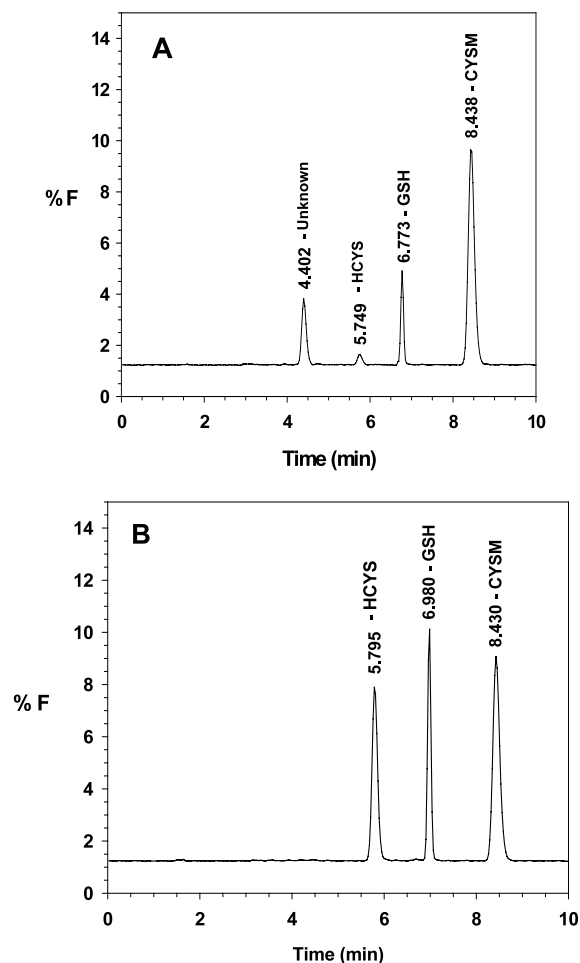 A
14
12
10
8
6
4
2
0
% F
4.402 - Unknown
5.749 - HCYS
6.773 - GSH
8.438 - CYSM
0 2 4 6 8 10
Time (min)
B
14
12
10
8
6
4
2
0
% F
5.795 - HCYS
6.980 - GSH
8.430 - CYSM
0 2 4 6 8 10
Time (min)